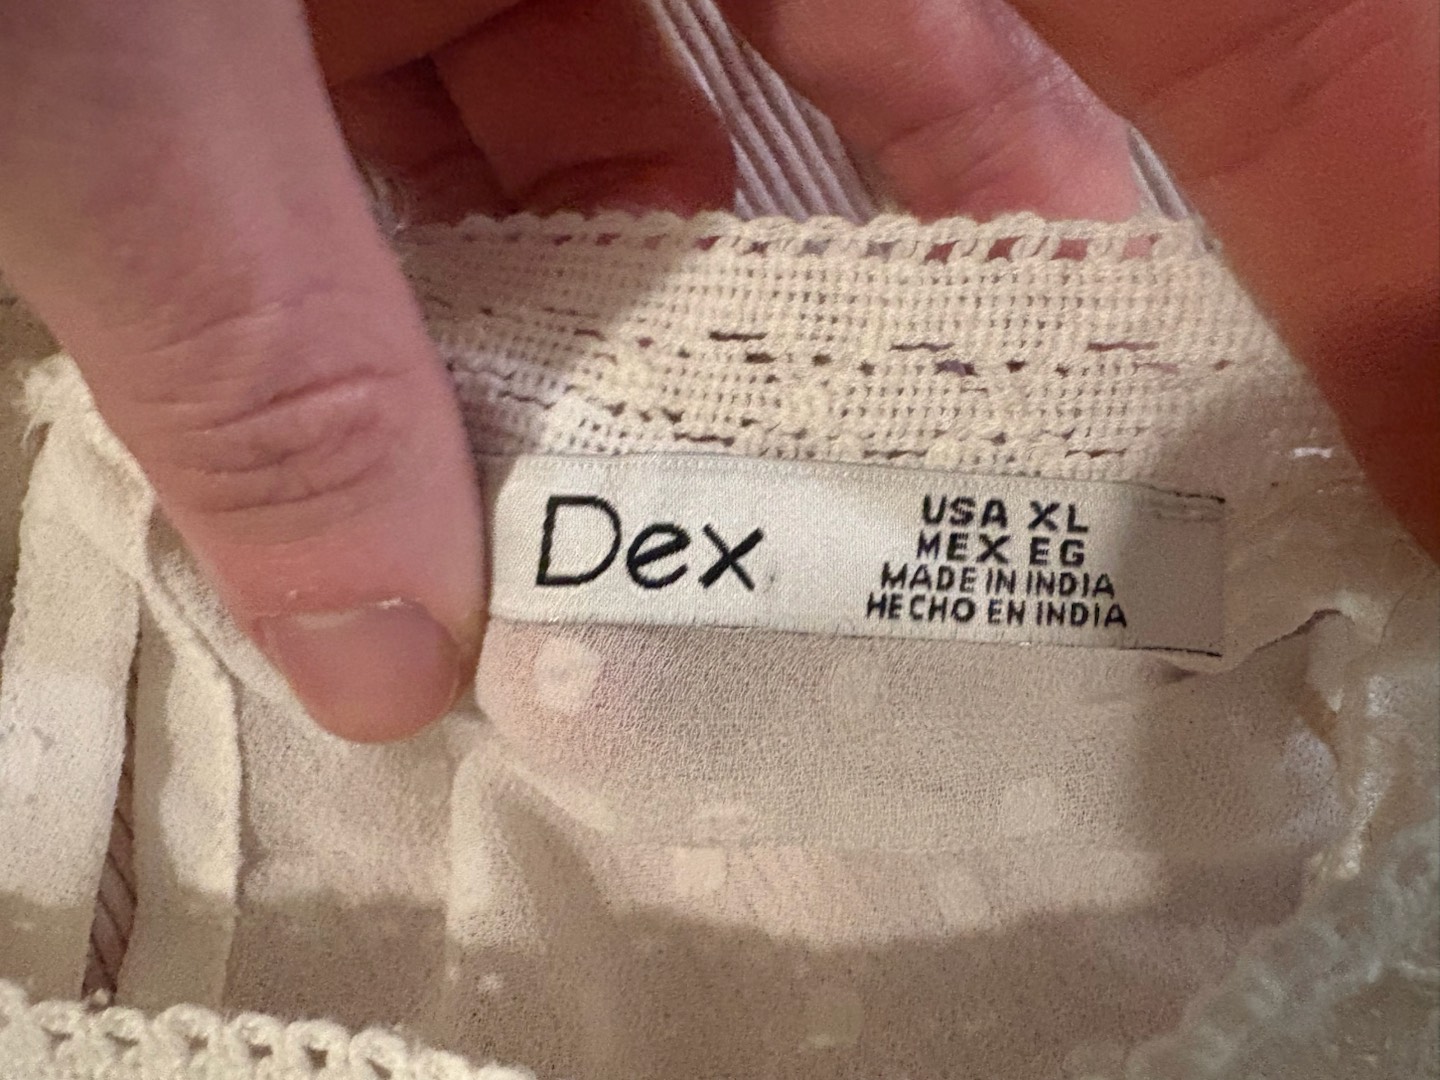 Dex
USA XL
MEX EG
MADE IN INDIA
HECHO EN INDIA